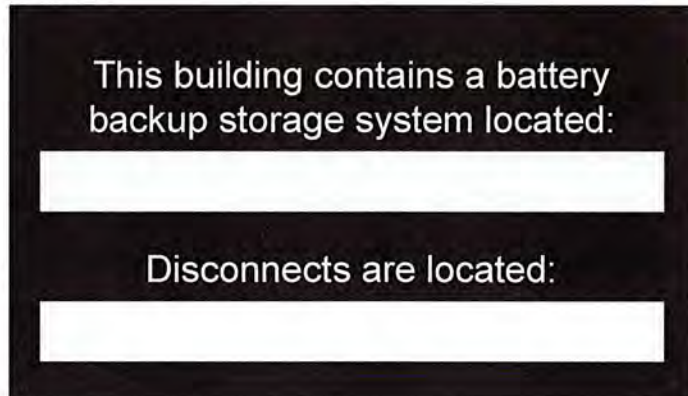 This building contains a battery
backup storage system located:
Disconnects are located: